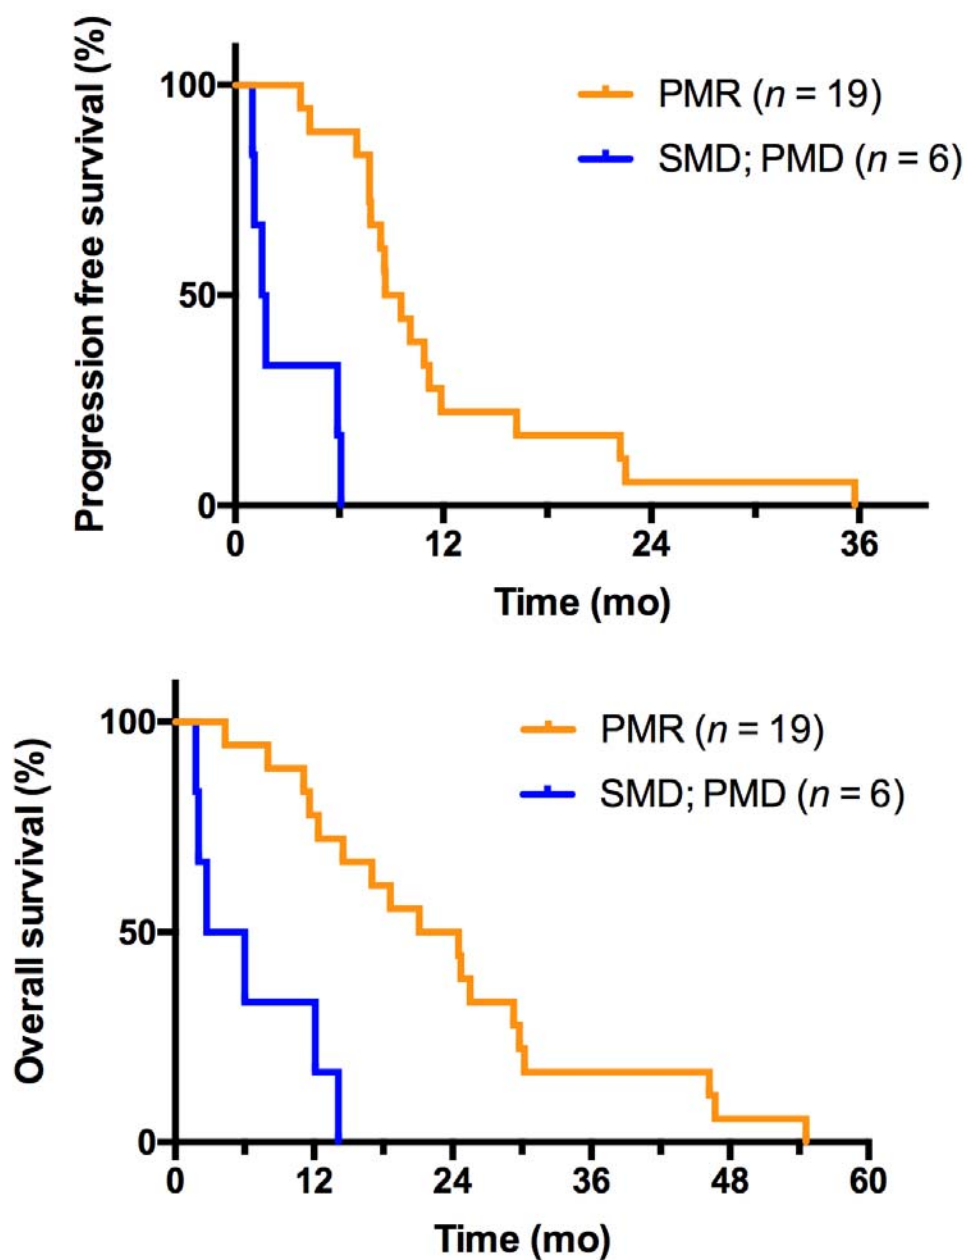 Progression free survival (%)
100
50
0
PMR (n = 19)
SMD; PMD (n = 6)
0 12 24 36
Time (mo)
Overall survival (%)
100
50
0
PMR (n = 19)
SMD; PMD (n = 6)
0 12 24 36 48 60
Time (mo)